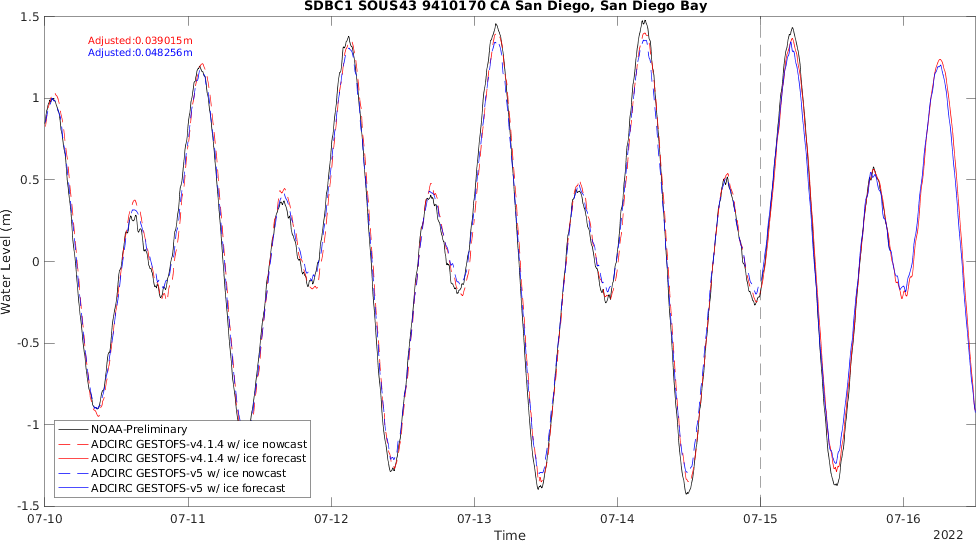 SDBC1 SOUS43 9410170 CA San Diego, San Diego Bay
1.5
Adjusted:0.039015m
Adjusted:0.048256m
1
0.5
Water Level (m)
0
-0.5
-1
NOAA-Preliminary
ADCIRC GESTOFS-v4.1.4 w/ ice nowcast
ADCIRC GESTOFS-v4.1.4 w/ ice forecast
ADCIRC GESTOFS-v5 w/ ice nowcast
ADCIRC GESTOFS-v5 w/ ice forecast
-1.5
07-10 07-11 07-12 07-13 07-14 07-15 07-16
Time
2022